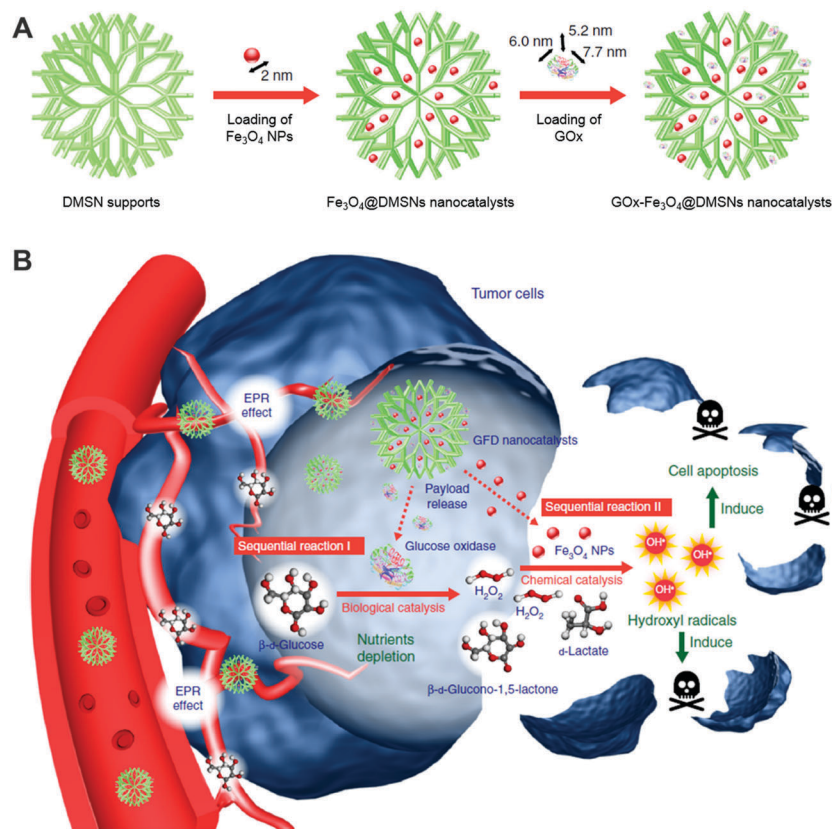 A
2 nm
Loading of
Fe₃O₄ NPs
6.0 nm
5.2 nm
7.7 nm
Loading of
GOx
DMSN supports
Fe₃O₄@DMSNs nanocatalysts
GOx-Fe₃O₄@DMSNs nanocatalysts
B
Tumor cells
EPR
effect
GFD nanocatalysts
Payload
release
Cell apoptosis
Induce
Sequential reaction I
Sequential reaction II
Glucose oxidase
Fe₃O₄ NPs
OH•
OH•
OH•
Biological catalysis
H₂O₂
H₂O₂
Chemical catalysis
β-d-Glucose
Nutrients
depletion
d-Lactate
Hydroxyl radicals
Induce
β-d-Glucono-1,5-lactone
EPR
effect